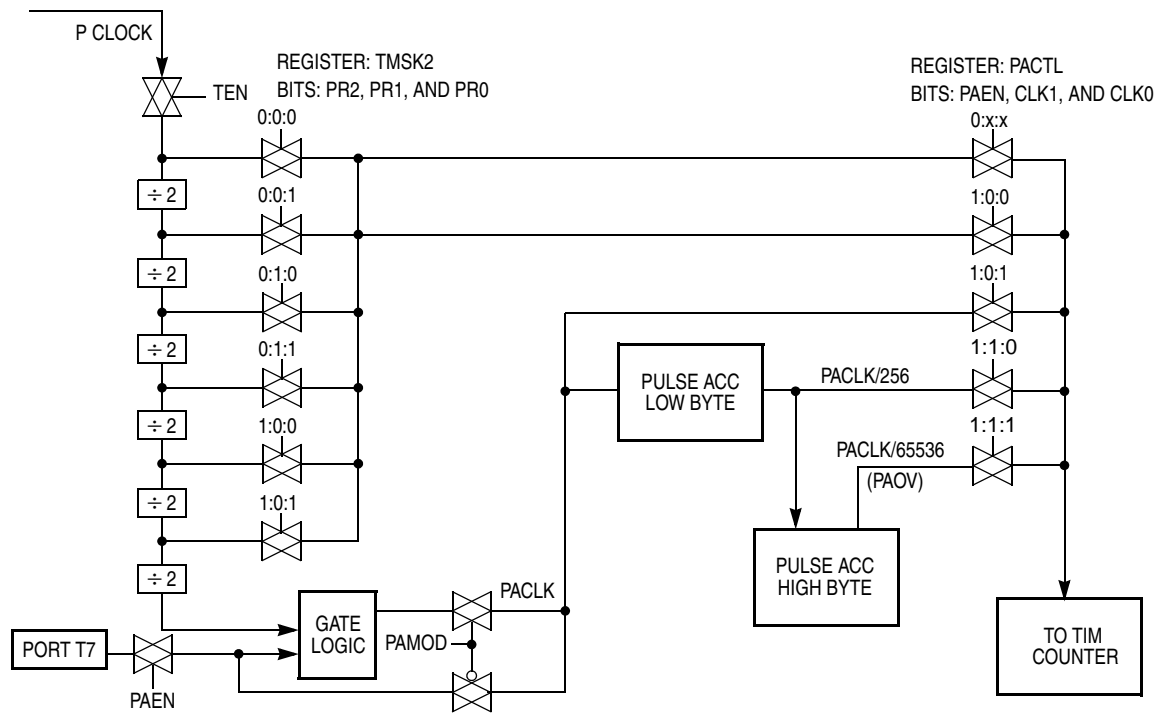 P CLOCK
TEN
REGISTER: TMSK2
BITS: PR2, PR1, AND PR0
REGISTER: PACTL
BITS: PAEN, CLK1, AND CLK0
0:0:0
0:x:x
÷ 2
0:0:1
1:0:0
÷ 2
0:1:0
1:0:1
÷ 2
0:1:1
1:1:0
PULSE ACC
LOW BYTE
PACLK/256
÷ 2
1:0:0
1:1:1
PACLK/65536
(PAOV)
÷ 2
1:0:1
÷ 2
PULSE ACC
HIGH BYTE
PACLK
GATE
LOGIC
PAMOD
PORT T7
PAEN
TO TIM
COUNTER